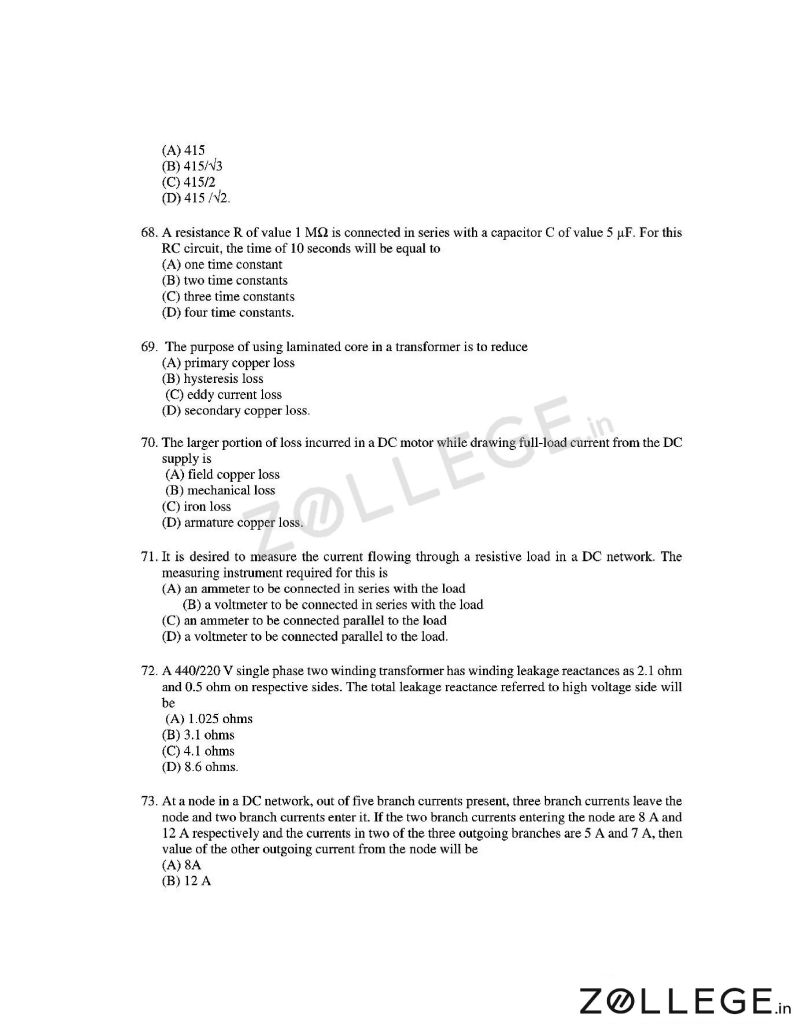 (A) 415
(B) 415/√3
(C) 415/2
(D) 415 /√2.
68. A resistance R of value 1 MΩ is connected in series with a capacitor C of value 5 μF. For this
RC circuit, the time of 10 seconds will be equal to
(A) one time constant
(B) two time constants
(C) three time constants
(D) four time constants.
69. The purpose of using laminated core in a transformer is to reduce
(A) primary copper loss
(B) hysteresis loss
(C) eddy current loss
(D) secondary copper loss.
70. The larger portion of loss incurred in a DC motor while drawing full-load current from the DC
supply is
(A) field copper loss
(B) mechanical loss
(C) iron loss
(D) armature copper loss.
71. It is desired to measure the current flowing through a resistive load in a DC network. The
measuring instrument required for this is
(A) an ammeter to be connected in series with the load
(B) a voltmeter to be connected in series with the load
(C) an ammeter to be connected parallel to the load
(D) a voltmeter to be connected parallel to the load.
72. A 440/220 V single phase two winding transformer has winding leakage reactances as 2.1 ohm
and 0.5 ohm on respective sides. The total leakage reactance referred to high voltage side will
be
(A) 1.025 ohms
(B) 3.1 ohms
(C) 4.1 ohms
(D) 8.6 ohms.
73. At a node in a DC network, out of five branch currents present, three branch currents leave the
node and two branch currents enter it. If the two branch currents entering the node are 8 A and
12 A respectively and the currents in two of the three outgoing branches are 5 A and 7 A, then
value of the other outgoing current from the node will be
(A) 8A
(B) 12 A
ZOLLEGE.in
ZOLLEGE.in